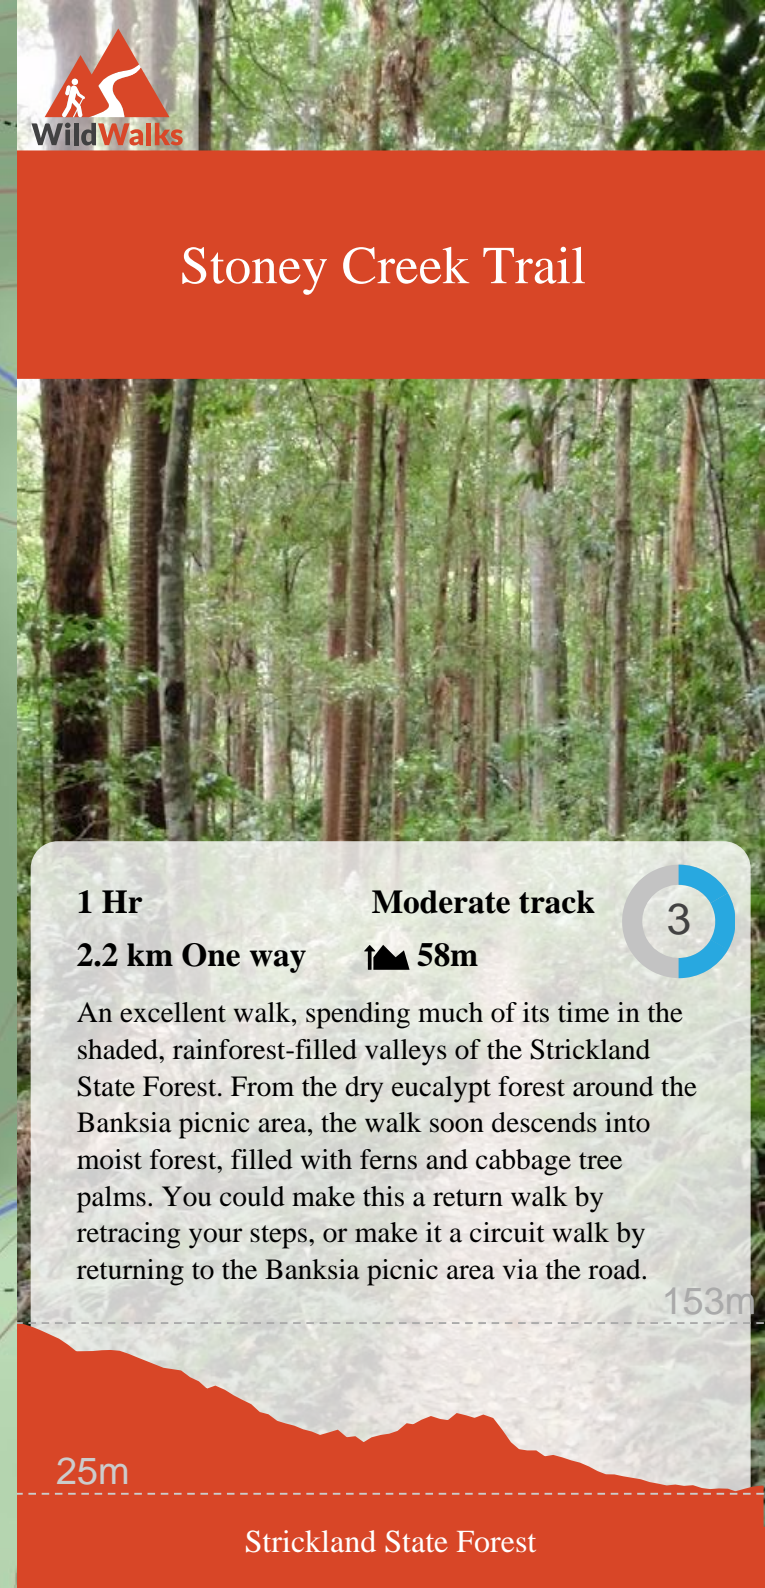 WildWalks
Stoney Creek Trail
1 Hr
Moderate track
3
2.2 km One way
58m
An excellent walk, spending much of its time in the
shaded, rainforest-filled valleys of the Strickland
State Forest. From the dry eucalypt forest around the
Banksia picnic area, the walk soon descends into
moist forest, filled with ferns and cabbage tree
palms. You could make this a return walk by
retracing your steps, or make it a circuit walk by
returning to the Banksia picnic area via the road.
153m
25m
Strickland State Forest